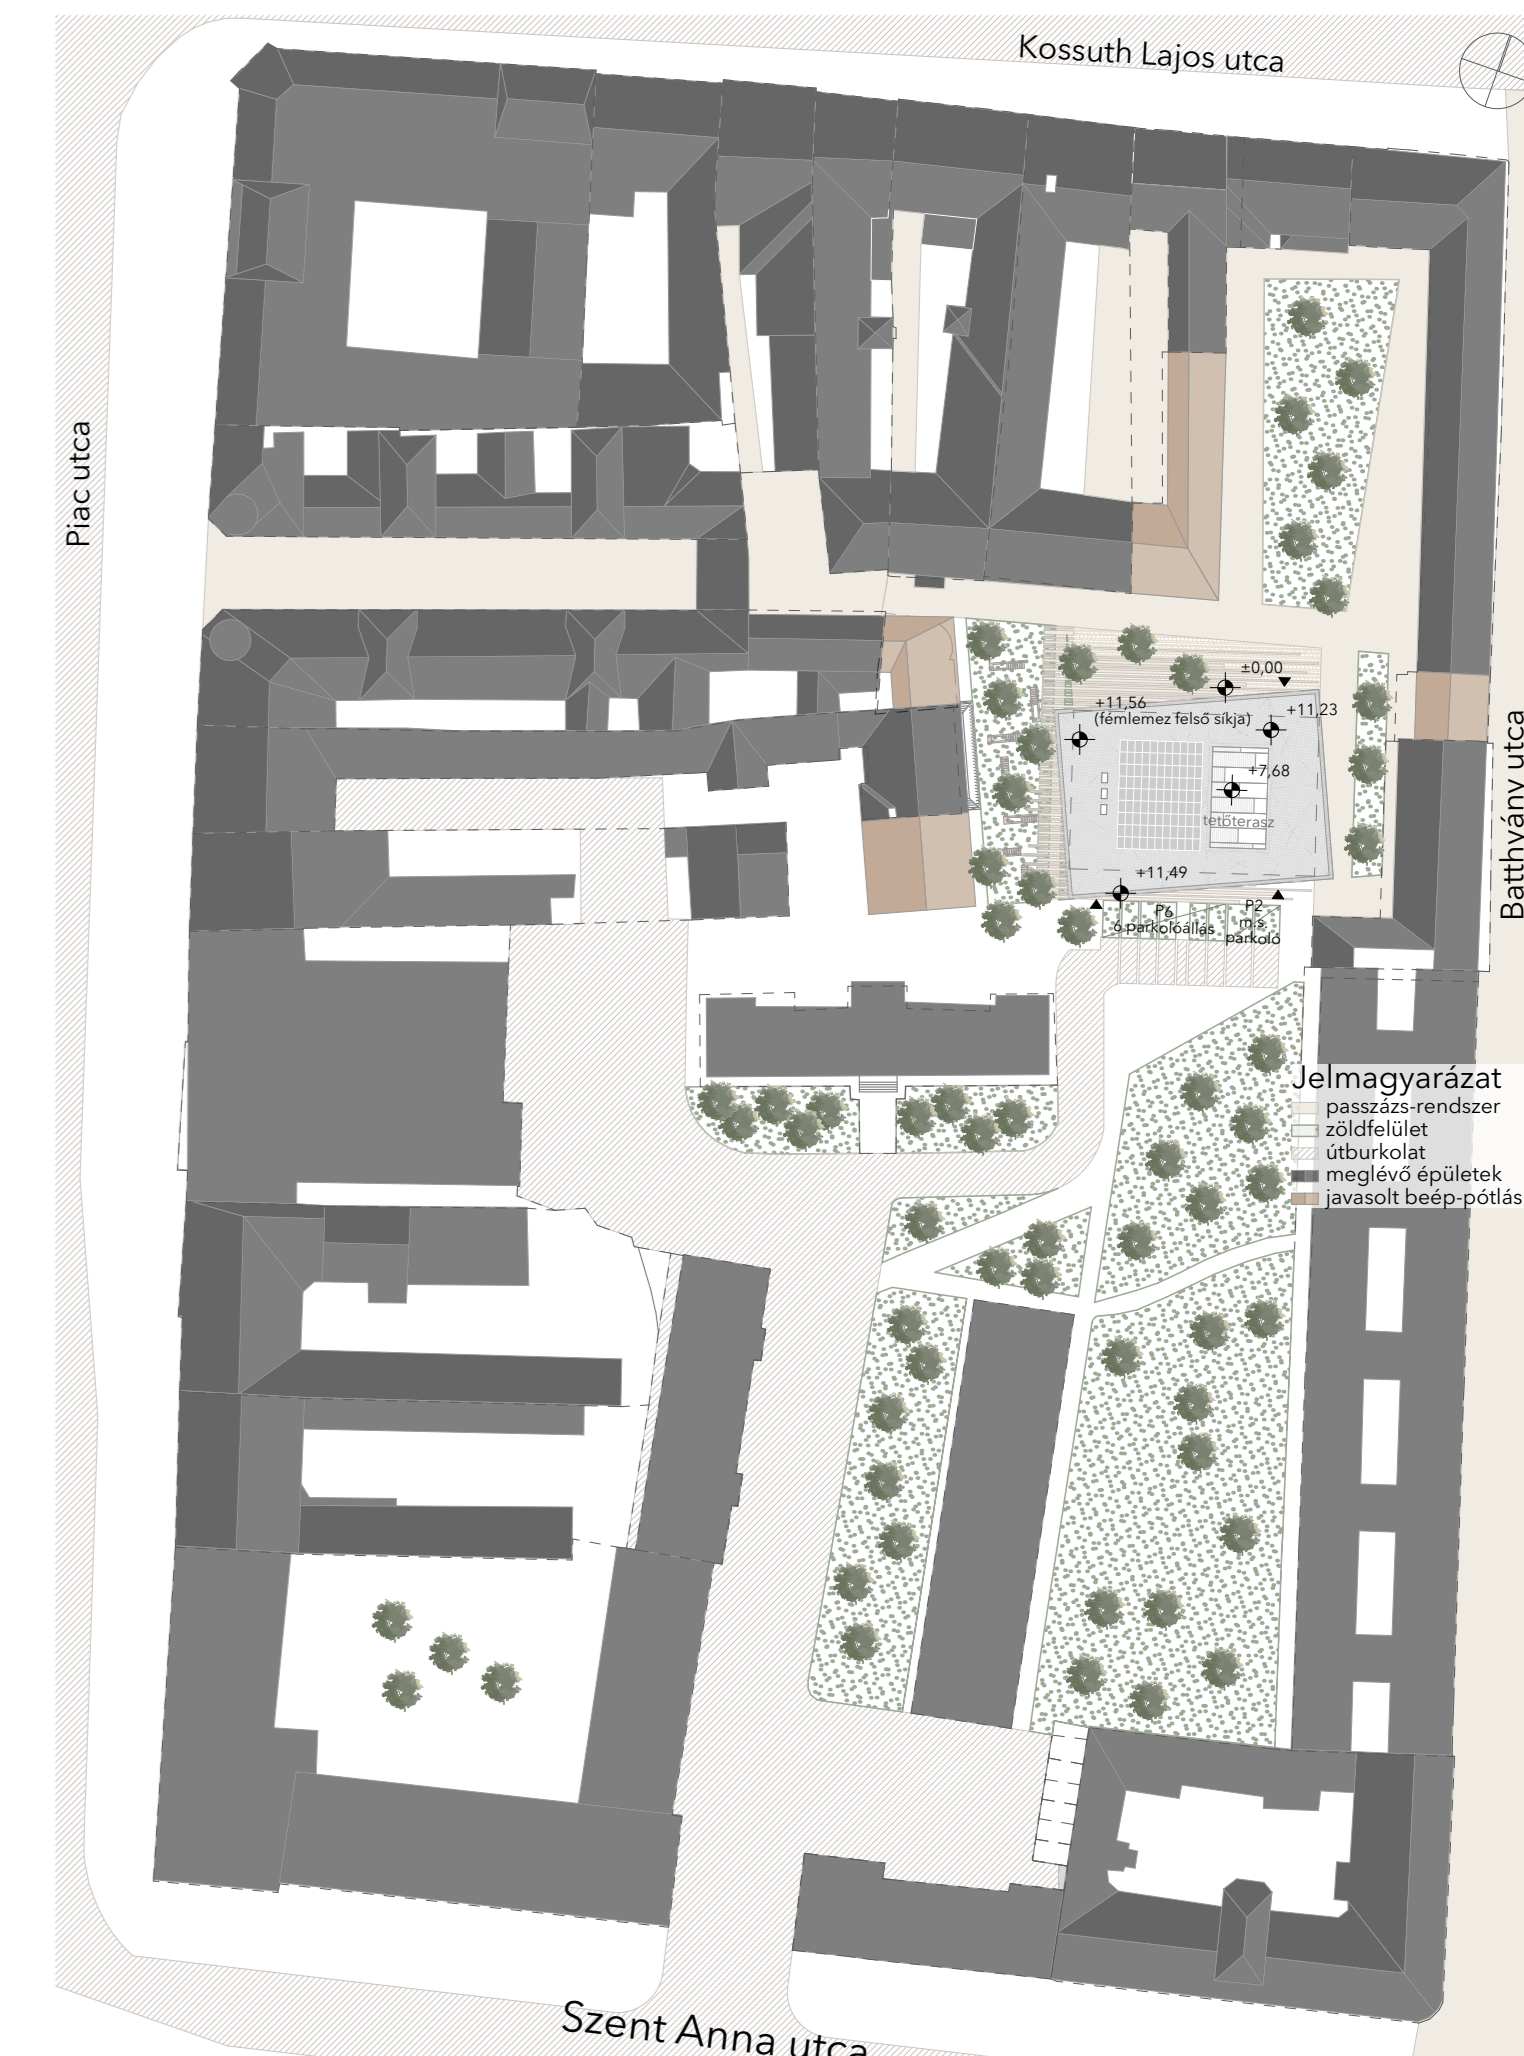 Kossuth Lajos utca
Piac utca
±0,00
+11,56
(fémlemez felső síkja)
+11,23
+7,68
tetőterasz
+11,49
P6
6 parkolóállás
P2
m.s.
parkoló
Batthyány utca
Jelmagyarázat
passzázs-rendszer
zöldfelület
útburkolat
meglévő épületek
javasolt beép-pótlás
Szent Anna utca